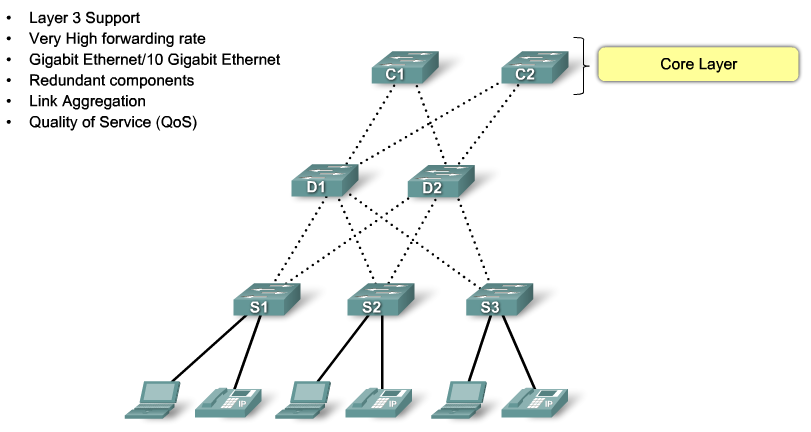 • Layer 3 Support
• Very High forwarding rate
• Gigabit Ethernet/10 Gigabit Ethernet
• Redundant components
• Link Aggregation
• Quality of Service (QoS)
C1 C2
Core Layer
D1 D2
S1 S2 S3
IP IP IP